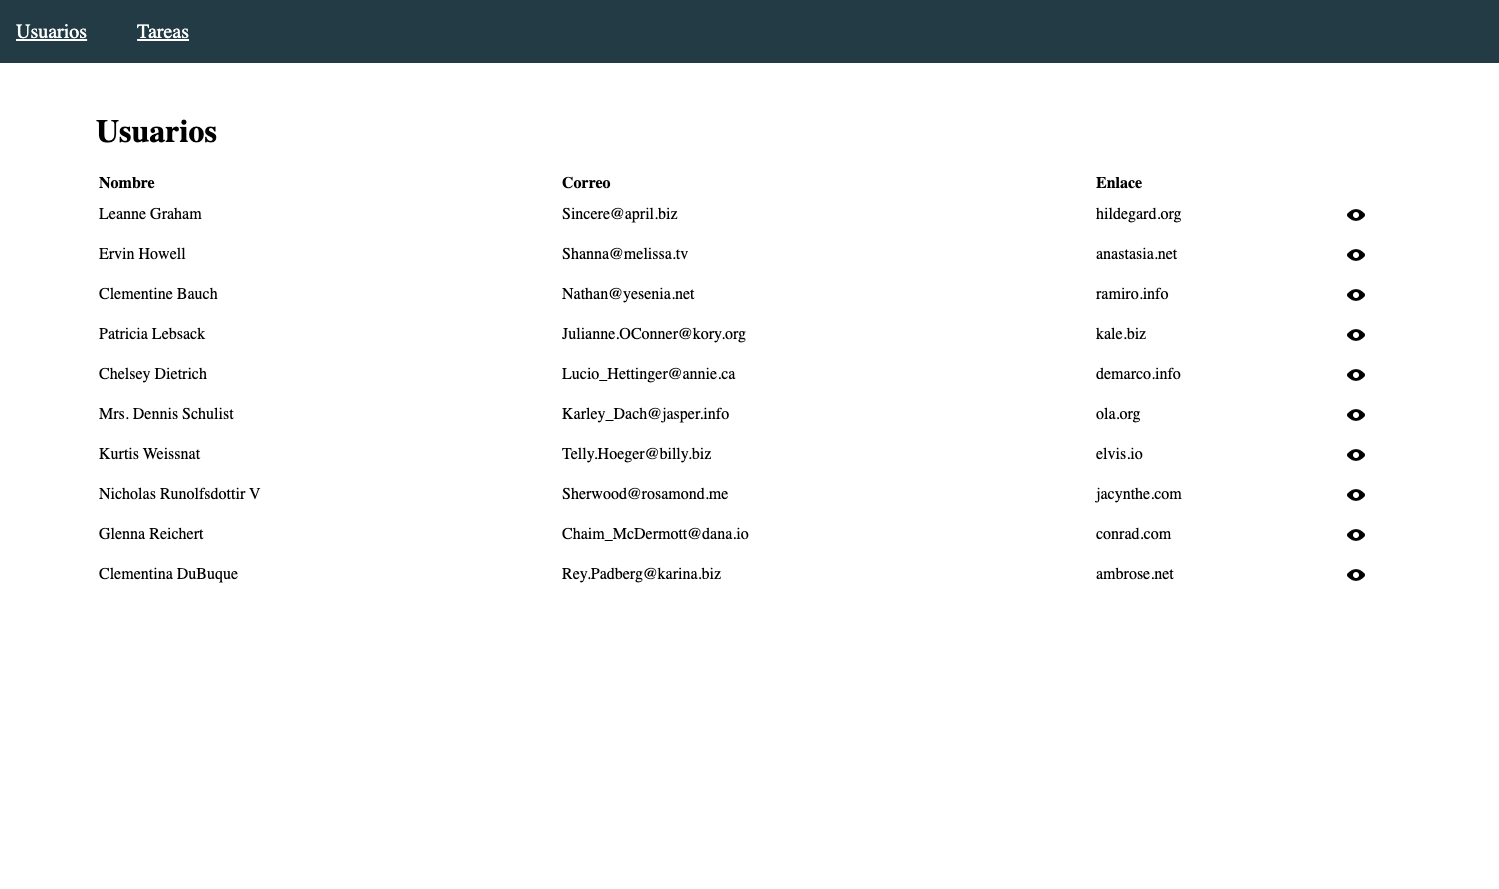 Usuarios Tareas
Usuarios
Nombre Correo Enlace
Leanne Graham Sincere@april.biz hildegard.org
Ervin Howell Shanna@melissa.tv anastasia.net
Clementine Bauch Nathan@yesenia.net ramiro.info
Patricia Lebsack Julianne.OConner@kory.org kale.biz
Chelsey Dietrich Lucio_Hettinger@annie.ca demarco.info
Mrs. Dennis Schulist Karley_Dach@jasper.info ola.org
Kurtis Weissnat Telly.Hoeger@billy.biz elvis.io
Nicholas Runolfsdottir V Sherwood@rosamond.me jacynthe.com
Glenna Reichert Chaim_McDermott@dana.io conrad.com
Clementina DuBuque Rey.Padberg@karina.biz ambrose.net